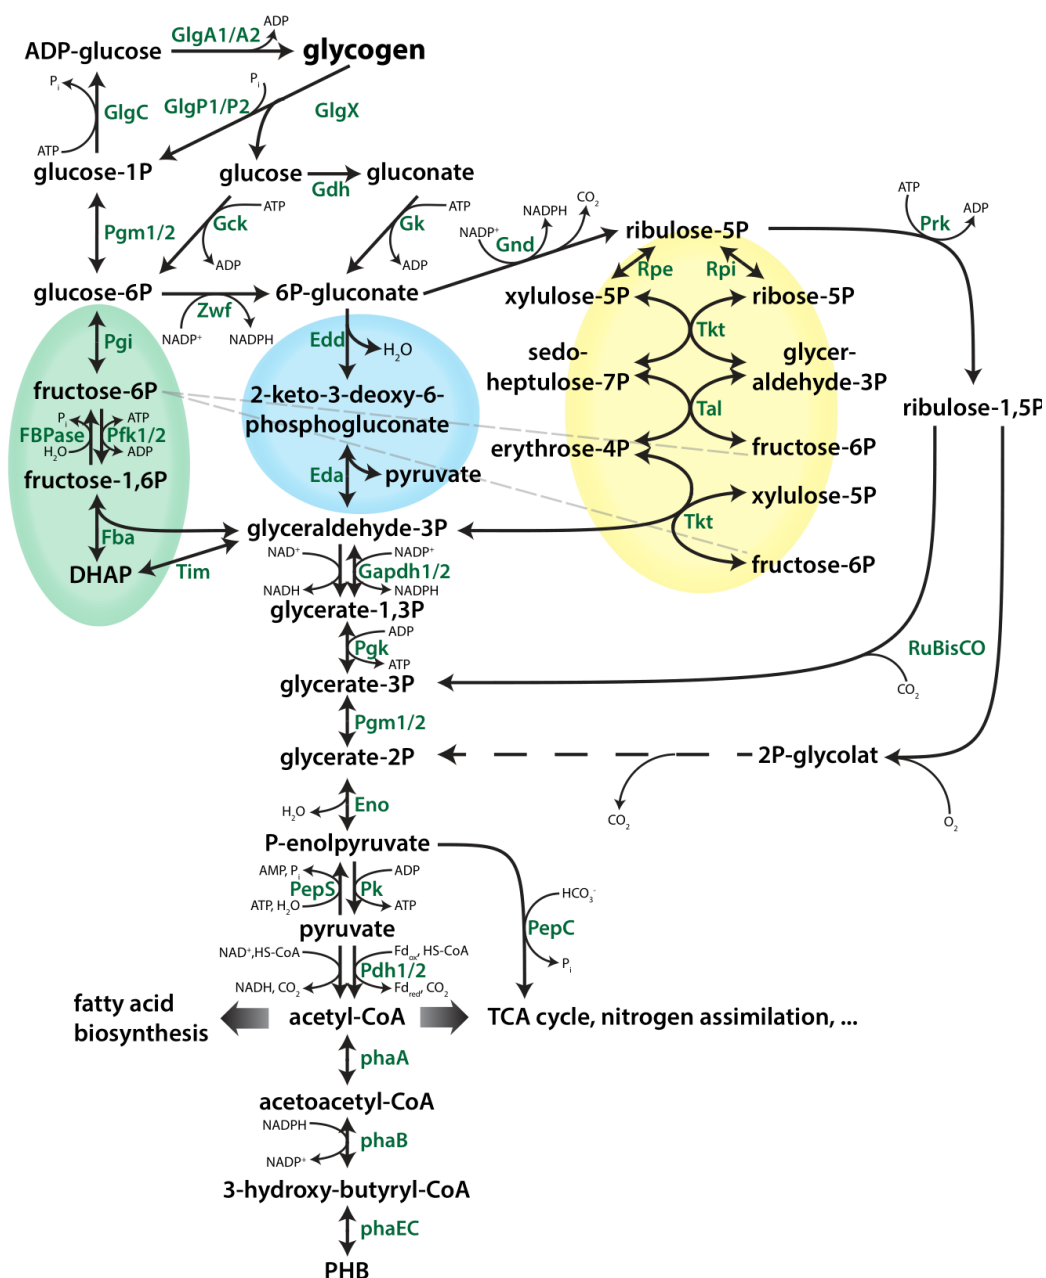 ADP
GlgA1/A2
ADP-glucose
glycogen
Pi
Pi
GlgC
GlgP1/P2
GlgX
ATP
glucose-1P
glucose
gluconate
Gdh
Pgm1/2
Gck
ATP
ADP
Gk
ATP
ADP
NADP+
Gnd
NADPH
CO2
ribulose-5P
ATP
Prk
ADP
Rpe
Rpi
glucose-6P
6P-gluconate
xylulose-5P
ribose-5P
Zwf
NADP+
NADPH
Pgi
Edd
H2O
Tkt
sedo-
heptulose-7P
glycer-
aldehyde-3P
fructose-6P
2-keto-3-deoxy-6-
phosphogluconate
Tal
ribulose-1,5P
Pi
ATP
FBPase
Pfk1/2
H2O
ADP
erythrose-4P
fructose-6P
fructose-1,6P
Eda
pyruvate
xylulose-5P
Tkt
Fba
glyceraldehyde-3P
DHAP
Tim
NAD+
NADP+
Gapdh1/2
NADH
NADPH
fructose-6P
glycerate-1,3P
ADP
Pgk
ATP
RuBisCO
CO2
glycerate-3P
Pgm1/2
glycerate-2P
2P-glycolat
CO2
O2
H2O
Eno
P-enolpyruvate
AMP, Pi
ADP
PepS
Pk
ATP, H2O
ATP
HCO3-
PepC
Pi
pyruvate
NAD+,HS-CoA
Fdox, HS-CoA
Pdh1/2
NADH, CO2
Fdred, CO2
fatty acid
biosynthesis
acetyl-CoA
TCA cycle, nitrogen assimilation, ...
phaA
acetoacetyl-CoA
NADPH
phaB
NADP+
3-hydroxy-butyryl-CoA
phaEC
PHB